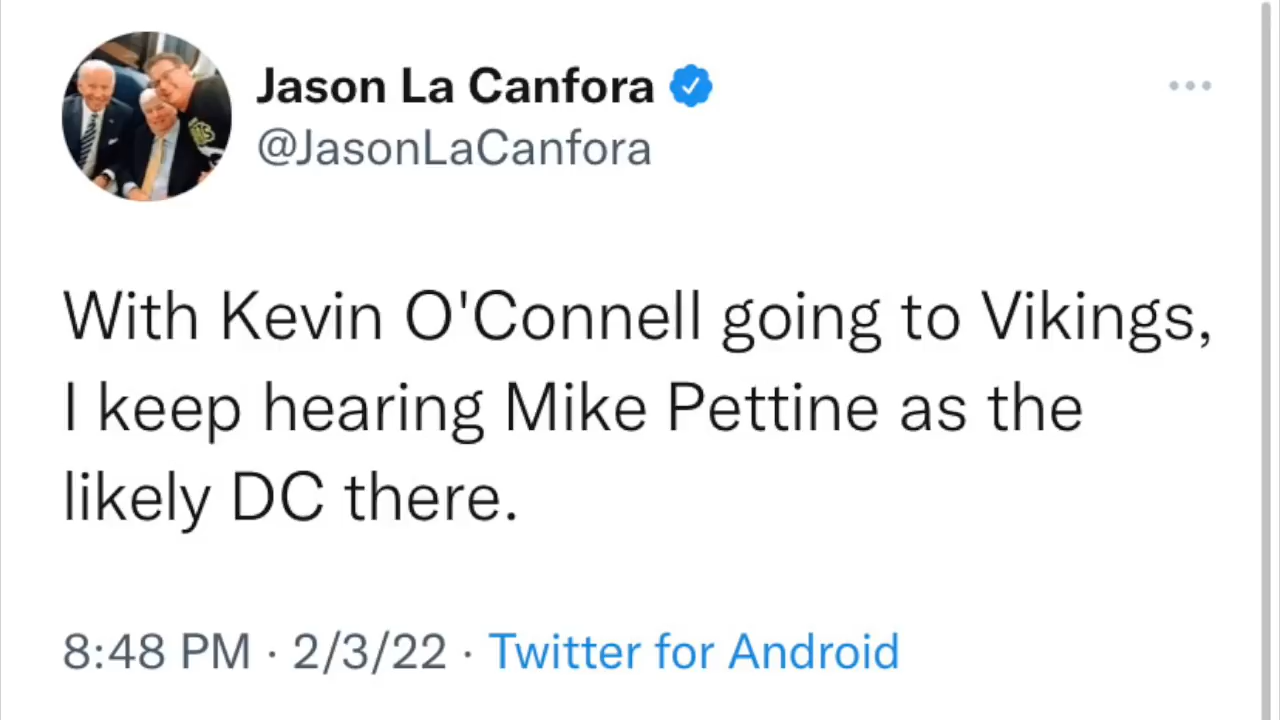 Jason La Canfora
@JasonLaCanfora
With Kevin O'Connell going to Vikings,
I keep hearing Mike Pettine as the
likely DC there.
8:48 PM · 2/3/22 · Twitter for Android